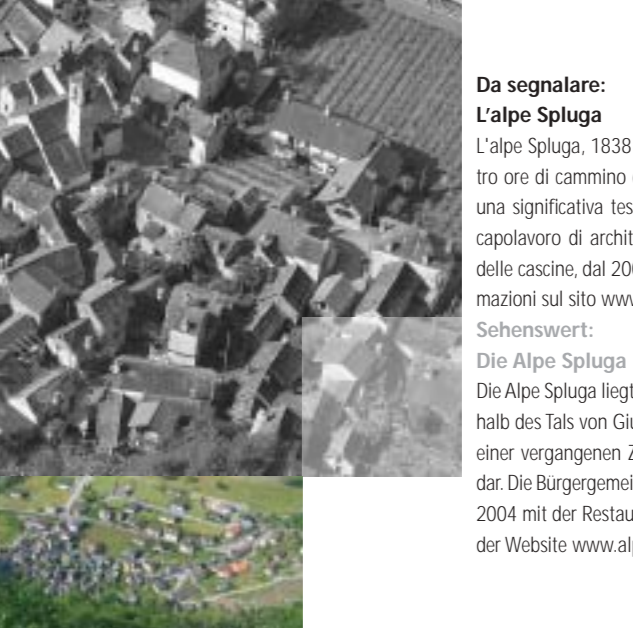 Da segnalare:
L'alpe Spluga
L'alpe Spluga, 1838
tro ore di cammino
una significativa tes
capolavoro di archit
delle cascine, dal 200
mazioni sul sito www
Sehenswert:
Die Alpe Spluga
Die Alpe Spluga liegt
halb des Tals von Giu
einer vergangenen Z
dar. Die Bürgergemei
2004 mit der Restau
der Website www.alp